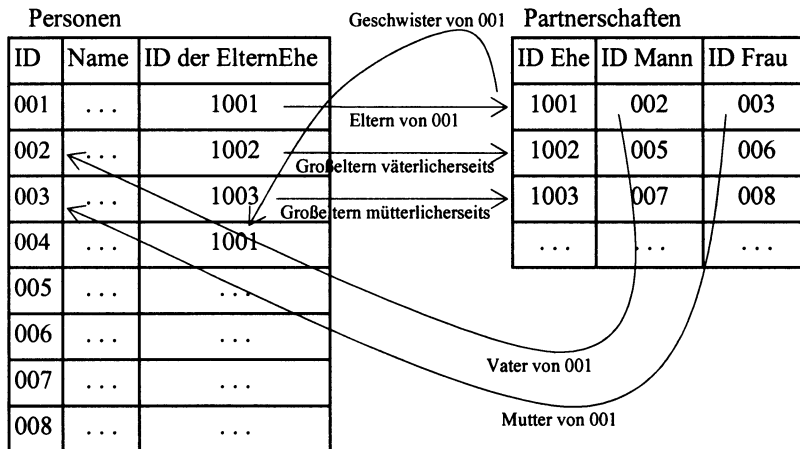 Personen
ID Name ID der ElternEhe
001 ... 1001
002 ... 1002
003 ... 1003
004 1001
005 ... ...
006 ... ...
007 ... ...
008 ... ...
Geschwister von 001
Eltern von 001
Großeltern väterlicherseits
Großeltern mütterlicherseits
Partnerschaften
ID Ehe ID Mann ID Frau
1001 002 003
1002 005 006
1003 007 008
... ... ...
Vater von 001
Mutter von 001